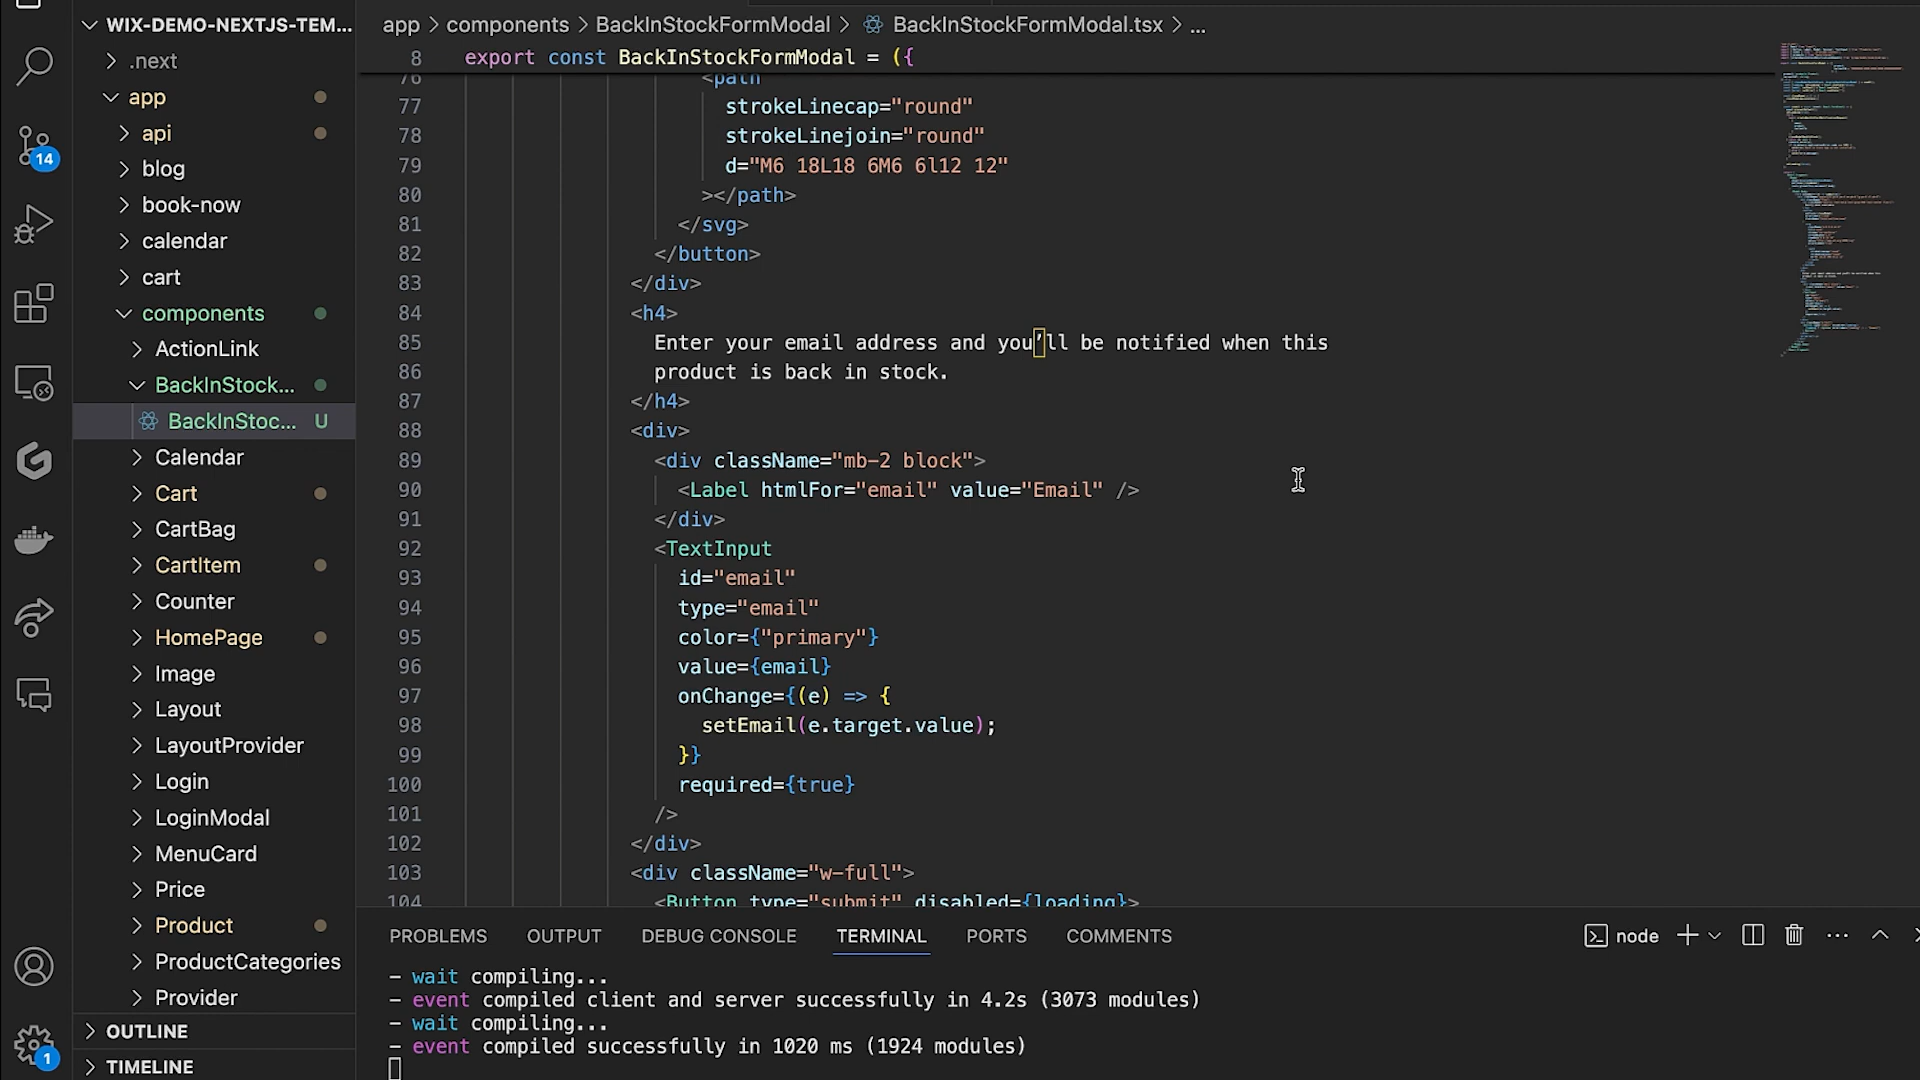 WIX-DEMO-NEXTJS-TEM...
.next
app
api
blog
book-now
calendar
cart
components
ActionLink
BackInStock...
BackInStoc... U
Calendar
Cart
CartBag
CartItem
Counter
HomePage
Image
Layout
LayoutProvider
Login
LoginModal
MenuCard
Price
Product
ProductCategories
Provider
OUTLINE
TIMELINE
14
1
app > components > BackInStockFormModal > BackInStockFormModal.tsx > ...
8 export const BackInStockFormModal = ({
76 <path
77 strokeLinecap="round"
78 strokeLinejoin="round"
79 d="M6 18L18 6M6 6l12 12"
80 ></path>
81 </svg>
82 </button>
83 </div>
84 <h4>
85 Enter your email address and you’ll be notified when this
86 product is back in stock.
87 </h4>
88 <div>
89 <div className="mb-2 block">
90 <Label htmlFor="email" value="Email" />
91 </div>
92 <TextInput
93 id="email"
94 type="email"
95 color={"primary"}
96 value={email}
97 onChange={(e) => {
98 setEmail(e.target.value);
99 }}
100 required={true}
101 />
102 </div>
103 <div className="w-full">
104 <Button type="submit" disabled={loading}>
PROBLEMS OUTPUT DEBUG CONSOLE TERMINAL PORTS COMMENTS node
- wait compiling...
- event compiled client and server successfully in 4.2s (3073 modules)
- wait compiling...
- event compiled successfully in 1020 ms (1924 modules)